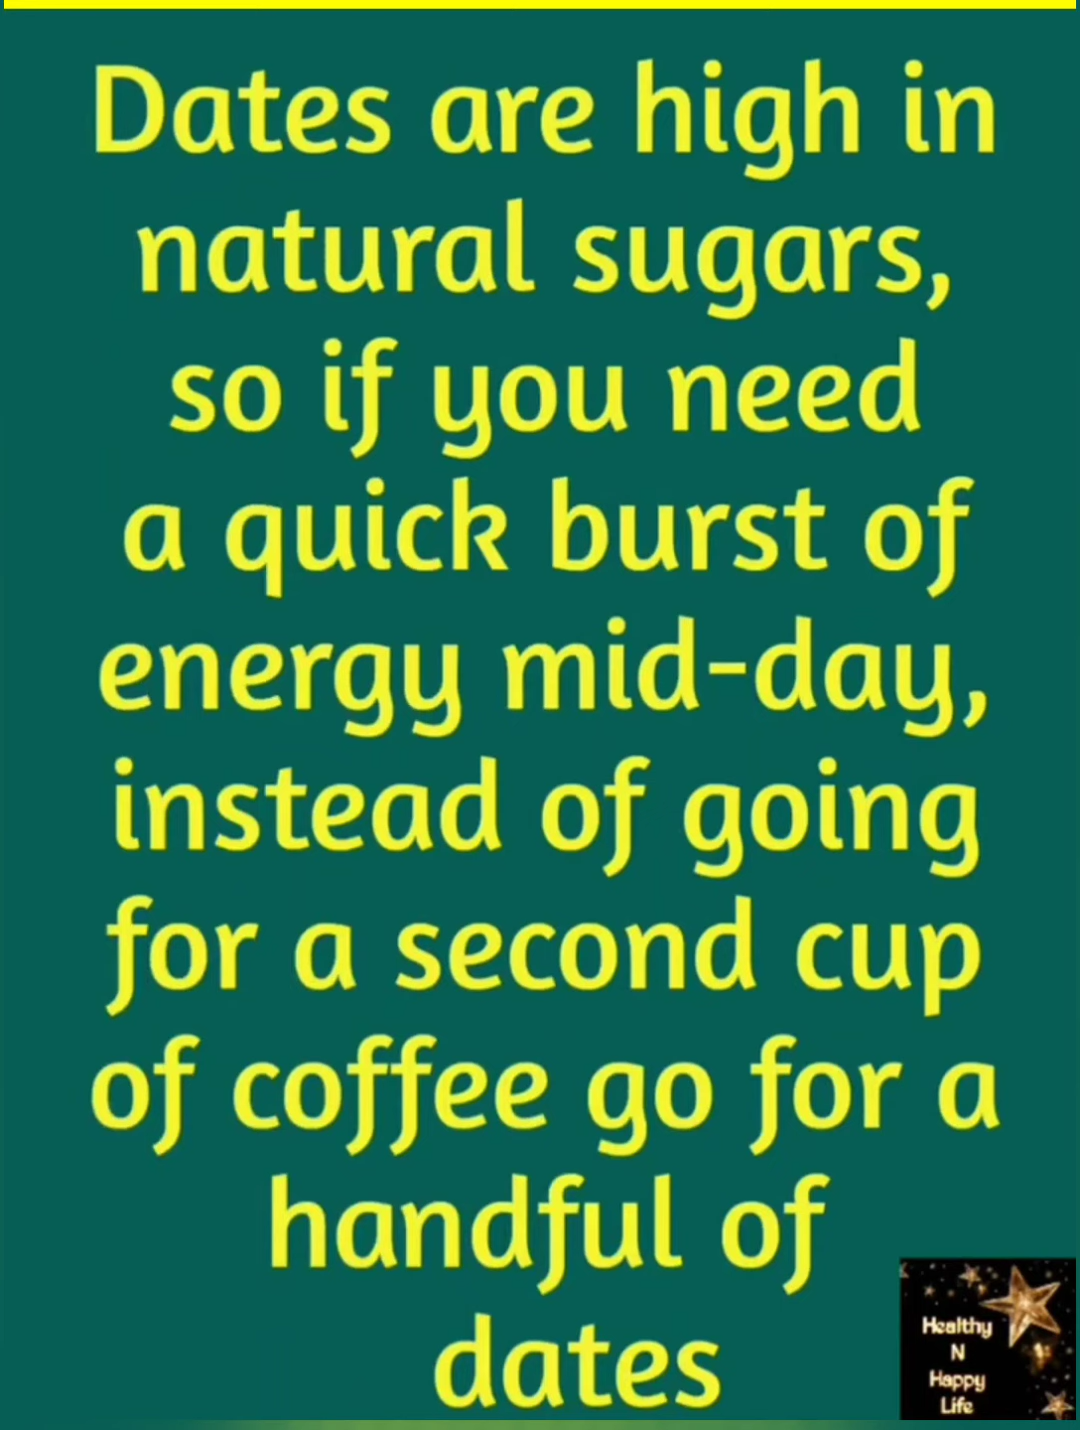 Dates are high in
natural sugars,
so if you need
a quick burst of
energy mid-day,
instead of going
for a second cup
of coffee go for a
handful of
dates
Healthy
N
Happy
Life